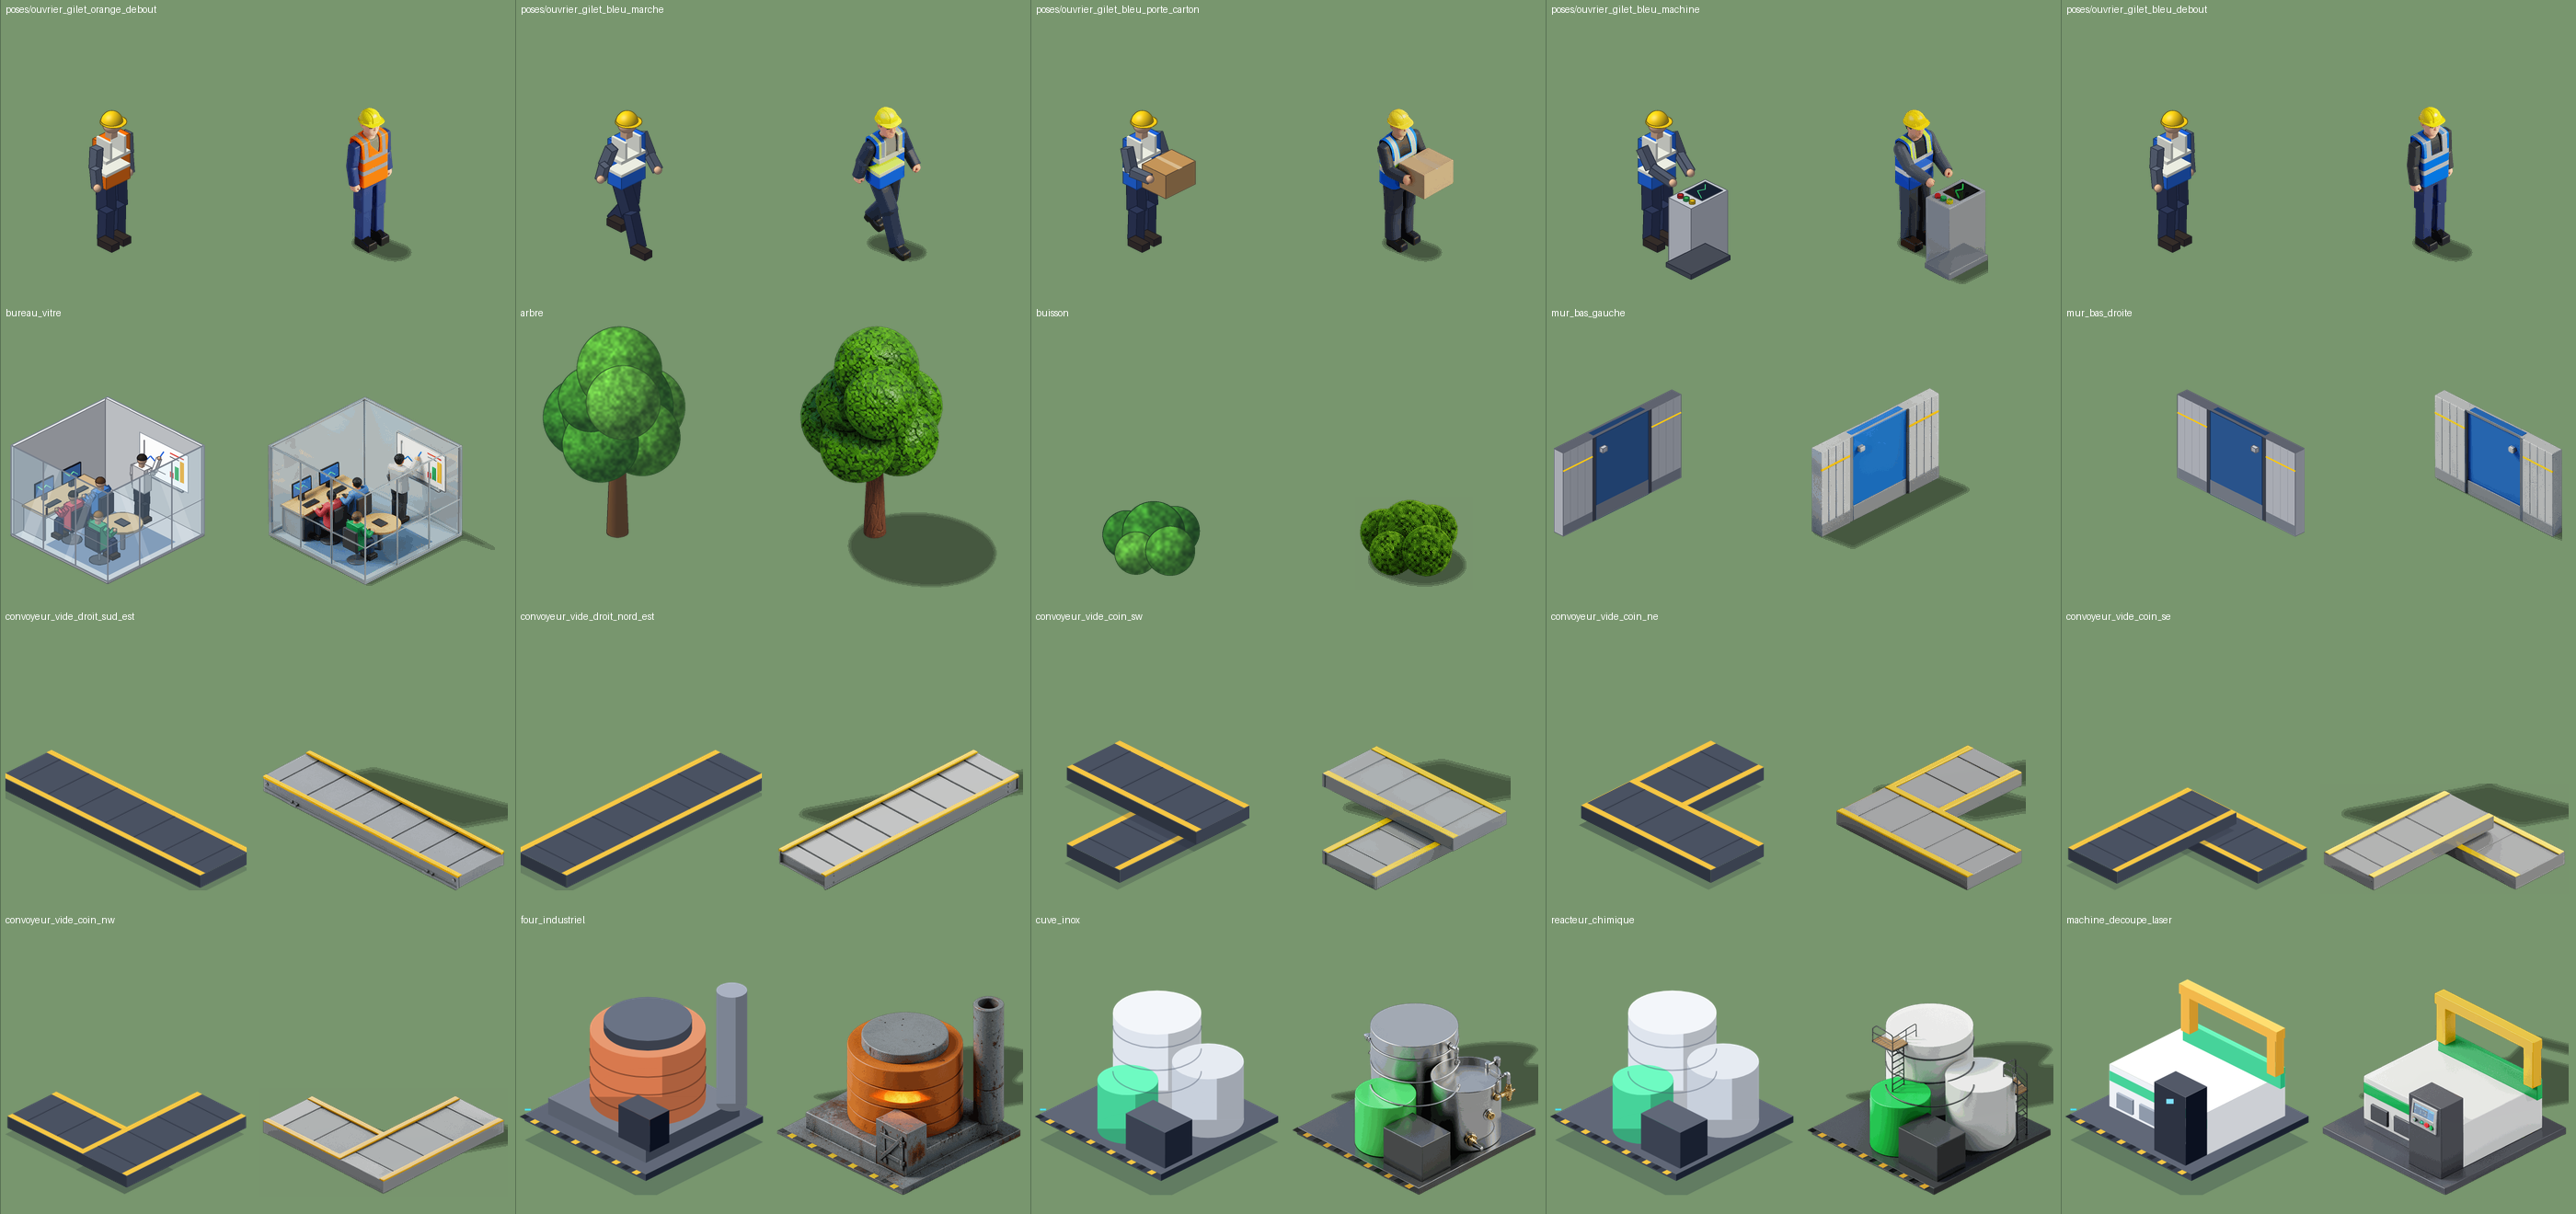 poses/ouvrier_gilet_orange_debout
poses/ouvrier_gilet_bleu_marche
poses/ouvrier_gilet_bleu_porte_carton
poses/ouvrier_gilet_bleu_machine
poses/ouvrier_gilet_bleu_debout
bureau_vitre
arbre
buisson
mur_bas_gauche
mur_bas_droite
convoyeur_vide_droit_sud_est
convoyeur_vide_droit_nord_est
convoyeur_vide_coin_sw
convoyeur_vide_coin_ne
convoyeur_vide_coin_se
convoyeur_vide_coin_nw
four_industriel
cuve_inox
reacteur_chimique
machine_decoupe_laser